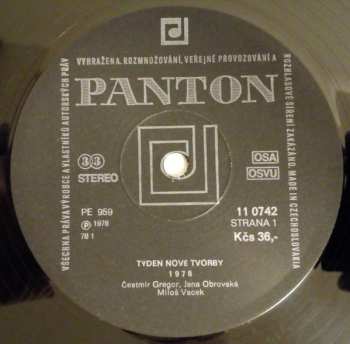 VŠECHNA PRÁVA VÝROBCE A VLASTNÍKŮ AUTORSKÝCH PRÁV VYHRAZENA. ROZMNOŽOVÁNÍ, VEŘEJNÉ PROVOZOVÁNÍ A ROZHLASOVÉ ŠÍŘENÍ ZAKÁZÁNO. MADE IN CZECHOSLOVAKIA
PANTON
33
STEREO
OSA
OSVU
PE 959
Ⓟ 1978
78 1
11 0742
STRANA 1
Kčs 36,-
TÝDEN NOVÉ TVORBY
1978
Čestmír Gregor, Jana Obrovská
Miloš Vacek